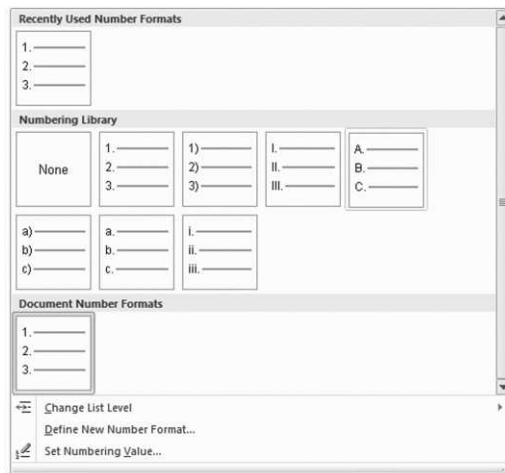 Recently Used Number Formats
1.
2.
3.
Numbering Library
None
1.
2.
3.
1)
2)
3)
I.
II.
III.
A.
B.
C.
a)
b)
c)
a.
b.
c.
i.
ii.
iii.
Document Number Formats
1.
2.
3.
Change List Level
Define New Number Format...
Set Numbering Value...